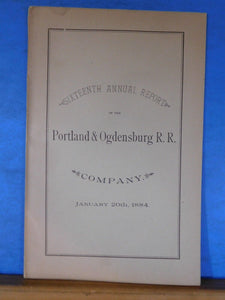 SIXTEENTH ANNUAL REPORT
OF THE
Portland & Ogdensburg R. R.
COMPANY.
JANUARY 20th, 1884.